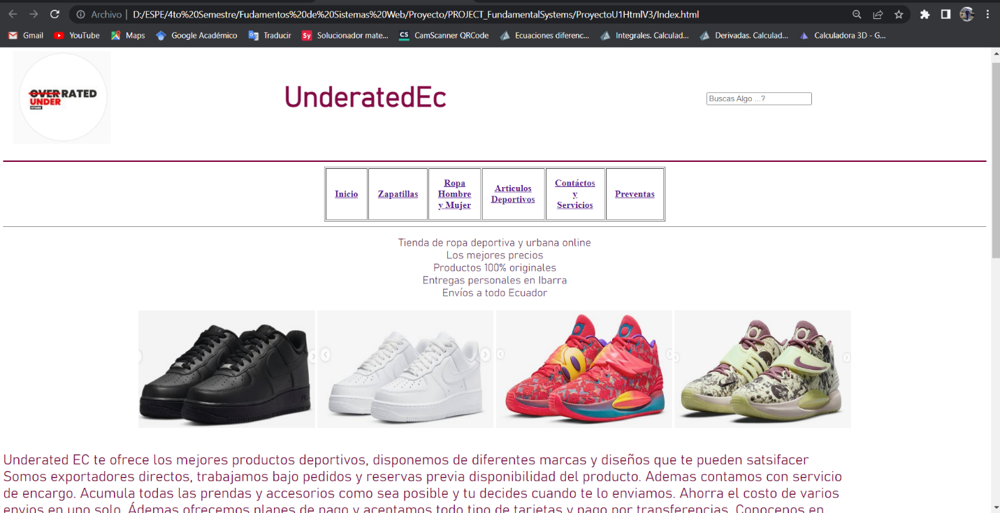 Archivo | D:/ESPE/4to%20Semestre/Fudamentos%20de%20Sistemas%20Web/Proyecto/PROJECT_FundamentalSystems/ProyectoU1HtmlV3/Index.html
Gmail YouTube Maps Google Académico Traducir Sy Solucionador mate... CS CamScanner QRCode Ecuaciones diferenc... Integrales. Calculad... Derivadas. Calculad... Calculadora 3D - G...
OVER RATED
UNDER
STORE
UnderatedEc
Buscas Algo ...?
Inicio
Zapatillas
Ropa
Hombre
y Mujer
Articulos
Deportivos
Contáctos
y
Servicios
Preventas
Tienda de ropa deportiva y urbana online
Los mejores precios
Productos 100% originales
Entregas personales en Ibarra
Envíos a todo Ecuador
Underated EC te ofrece los mejores productos deportivos, disponemos de diferentes marcas y diseños que te pueden satsifacer
Somos exportadores directos, trabajamos bajo pedidos y reservas previa disponibilidad del producto. Ademas contamos con servicio
de encargo. Acumula todas las prendas y accesorios como sea posible y tu decides cuando te lo enviamos. Ahorra el costo de varios
envios en uno solo. Ádemas ofrecemos planes de pago y aceptamos todo tipo de tarjetas y pago por transferencias. Conocenos en